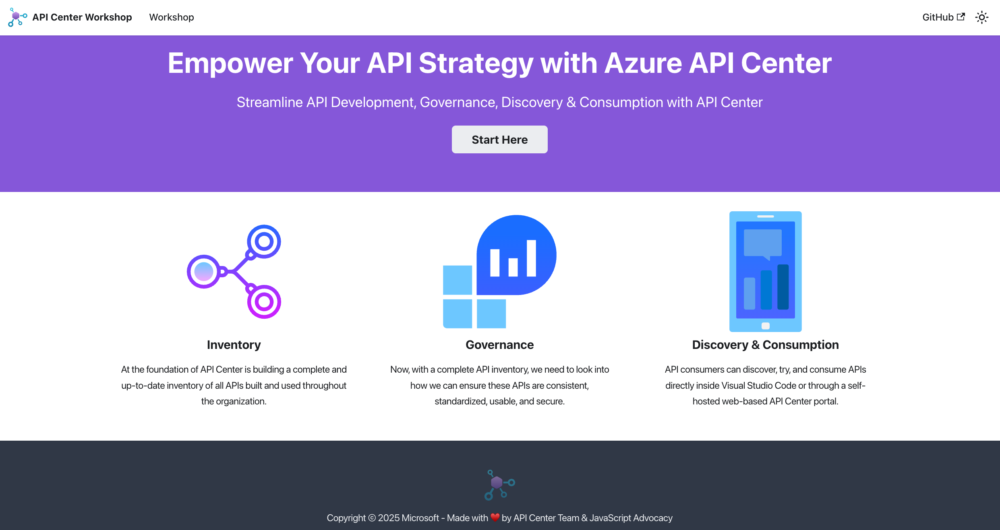 API Center Workshop
Workshop
GitHub
Empower Your API Strategy with Azure API Center
Streamline API Development, Governance, Discovery & Consumption with API Center
Start Here
Inventory
At the foundation of API Center is building a complete and
up-to-date inventory of all APIs built and used throughout
the organization.
Governance
Now, with a complete API inventory, we need to look into
how we can ensure these APIs are consistent,
standardized, usable, and secure.
Discovery & Consumption
API consumers can discover, try, and consume APIs
directly inside Visual Studio Code or through a self-
hosted web-based API Center portal.
Copyright © 2025 Microsoft - Made with ♥ by API Center Team & JavaScript Advocacy